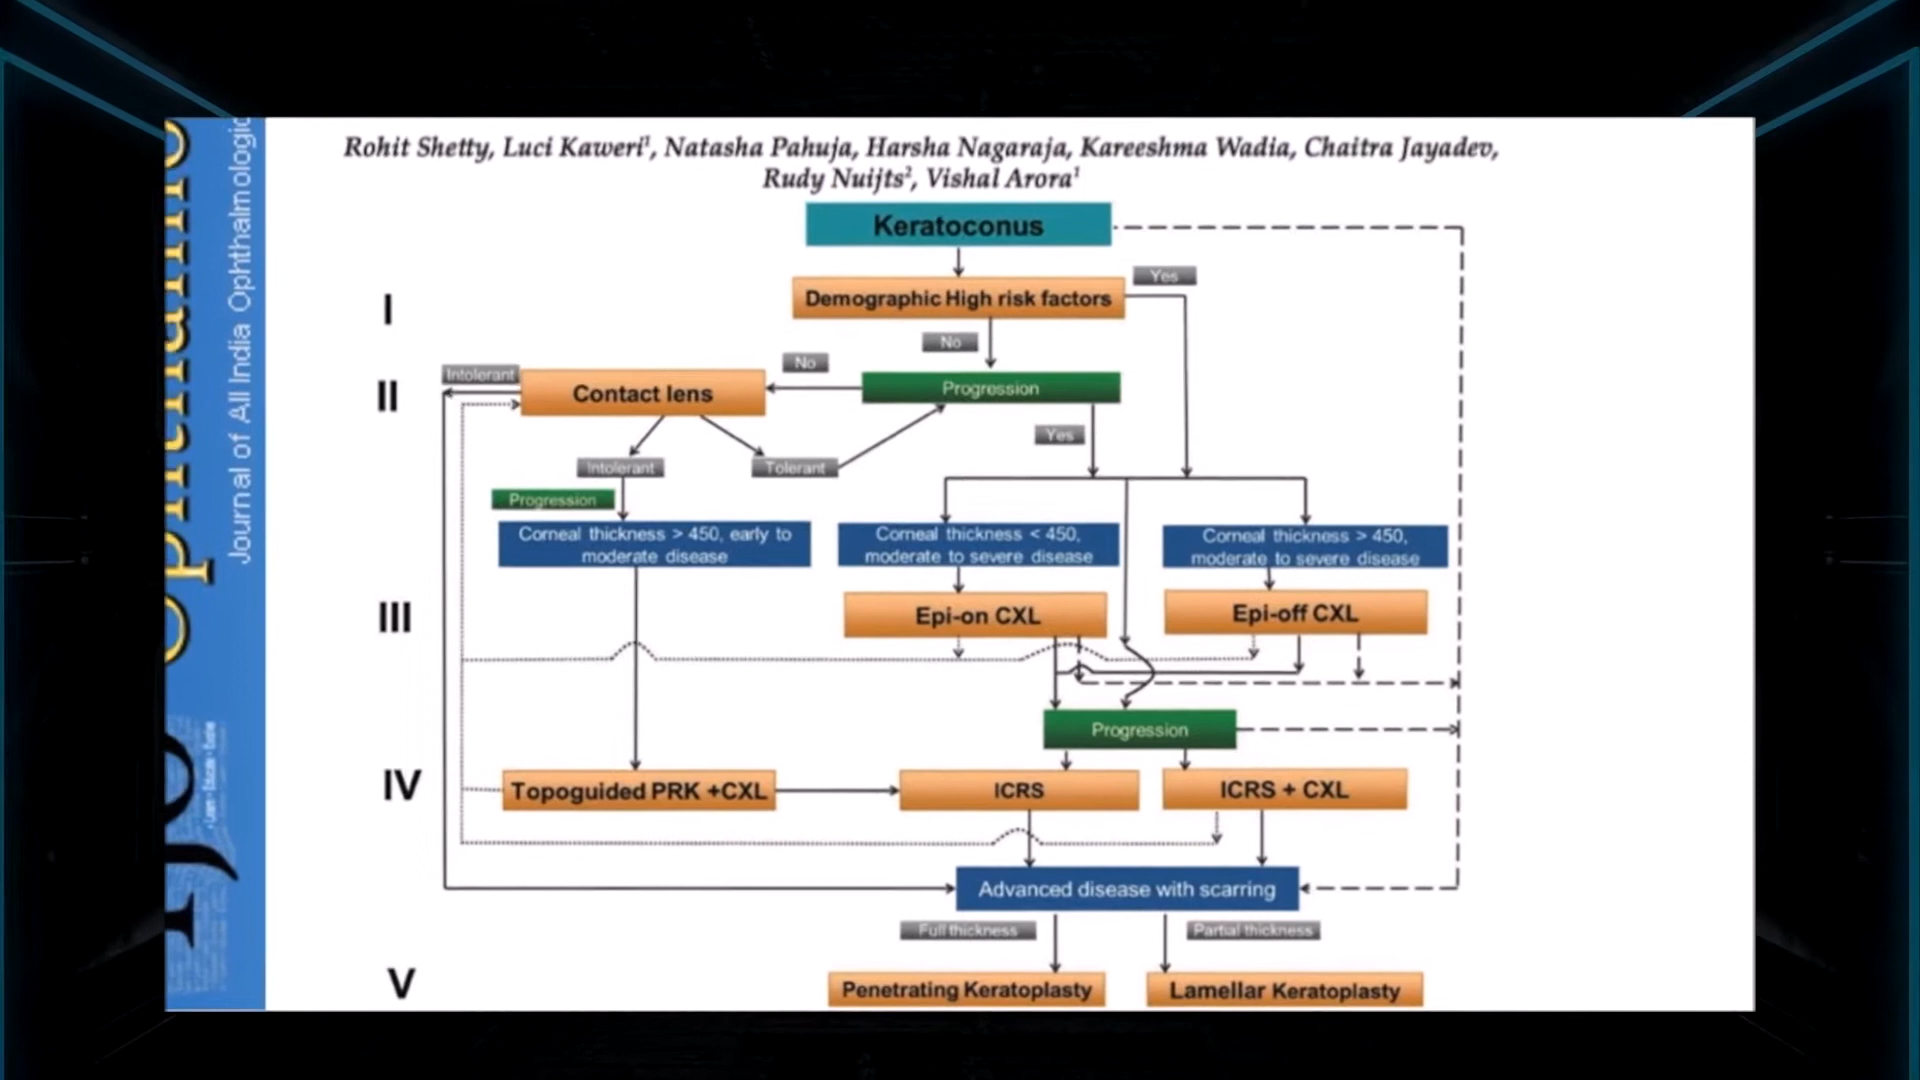 Rohit Shetty, Luci Kaweri¹, Natasha Pahuja, Harsha Nagaraja, Kareeshma Wadia, Chaitra Jayadev,
Rudy Nuijts², Vishal Arora¹
Journal of All India Ophthalmologic
Learn - Educate - Evolve
Keratoconus
Yes
I
Demographic High risk factors
No
No
Intolerant
II
Contact lens
Progression
Yes
Intolerant
Tolerant
Progression
Corneal thickness > 450, early to
moderate disease
Corneal thickness < 450,
moderate to severe disease
Corneal thickness > 450,
moderate to severe disease
III
Epi-on CXL
Epi-off CXL
Progression
IV
Topoguided PRK +CXL
ICRS
ICRS + CXL
Advanced disease with scarring
Full thickness
Partial thickness
V
Penetrating Keratoplasty
Lamellar Keratoplasty